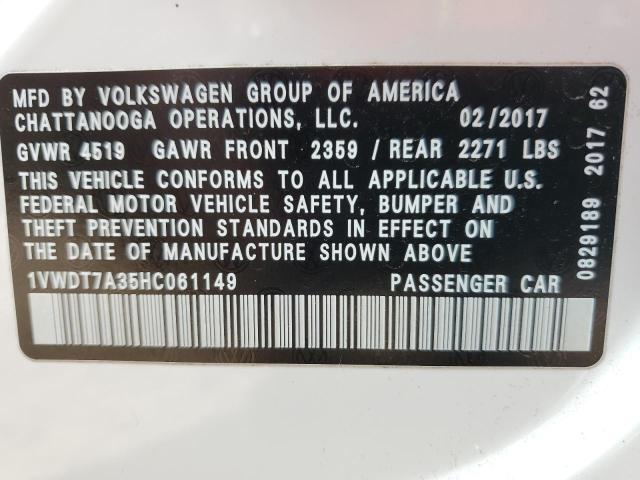 MFD BY VOLKSWAGEN GROUP OF AMERICA
CHATTANOOGA OPERATIONS, LLC. 02/2017
GVWR 4519 GAWR FRONT 2359 / REAR 2271 LBS
THIS VEHICLE CONFORMS TO ALL APPLICABLE U.S.
FEDERAL MOTOR VEHICLE SAFETY, BUMPER AND
THEFT PREVENTION STANDARDS IN EFFECT ON
THE DATE OF MANUFACTURE SHOWN ABOVE
1VWDT7A35HC061149 PASSENGER CAR
0829189 2017 62